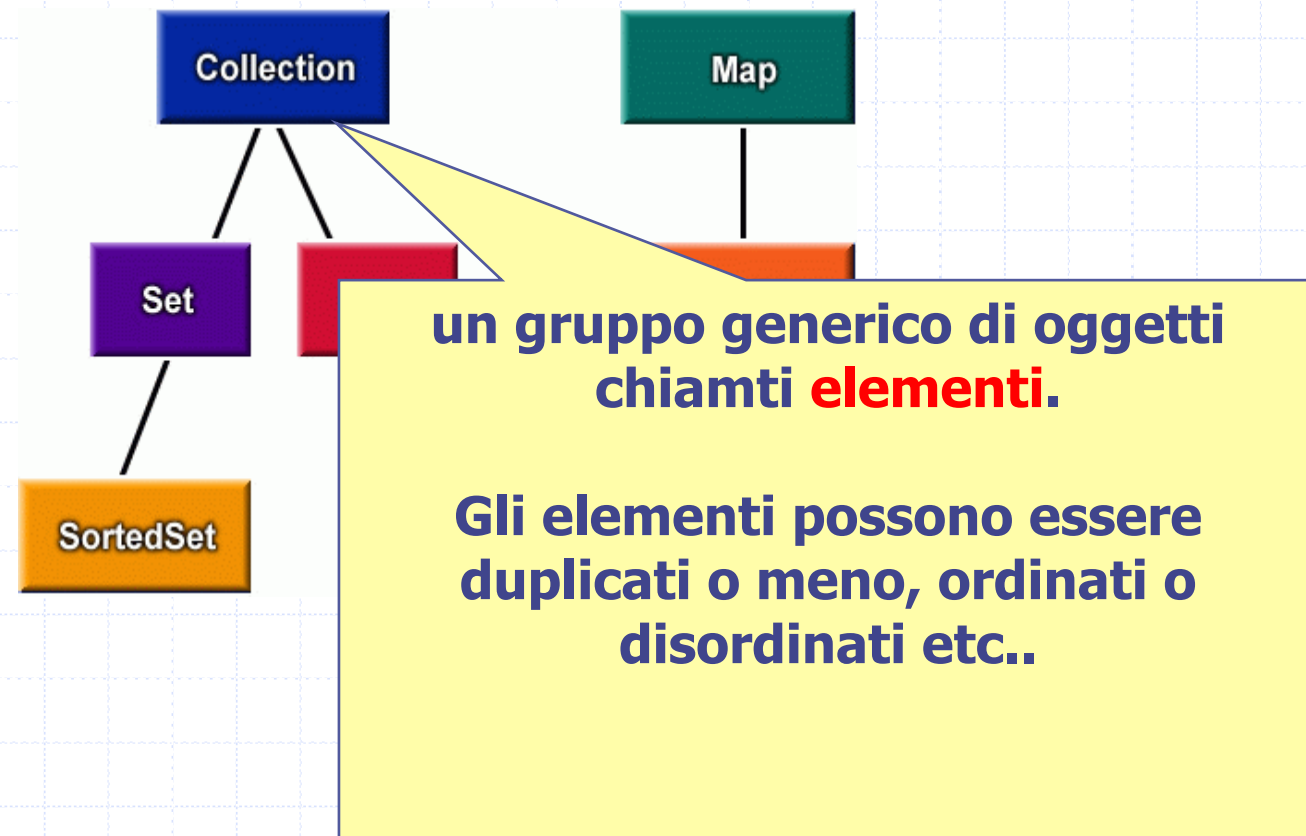 Collection
Map
Set
SortedSet
un gruppo generico di oggetti
chiamti elementi.
Gli elementi possono essere
duplicati o meno, ordinati o
disordinati etc..